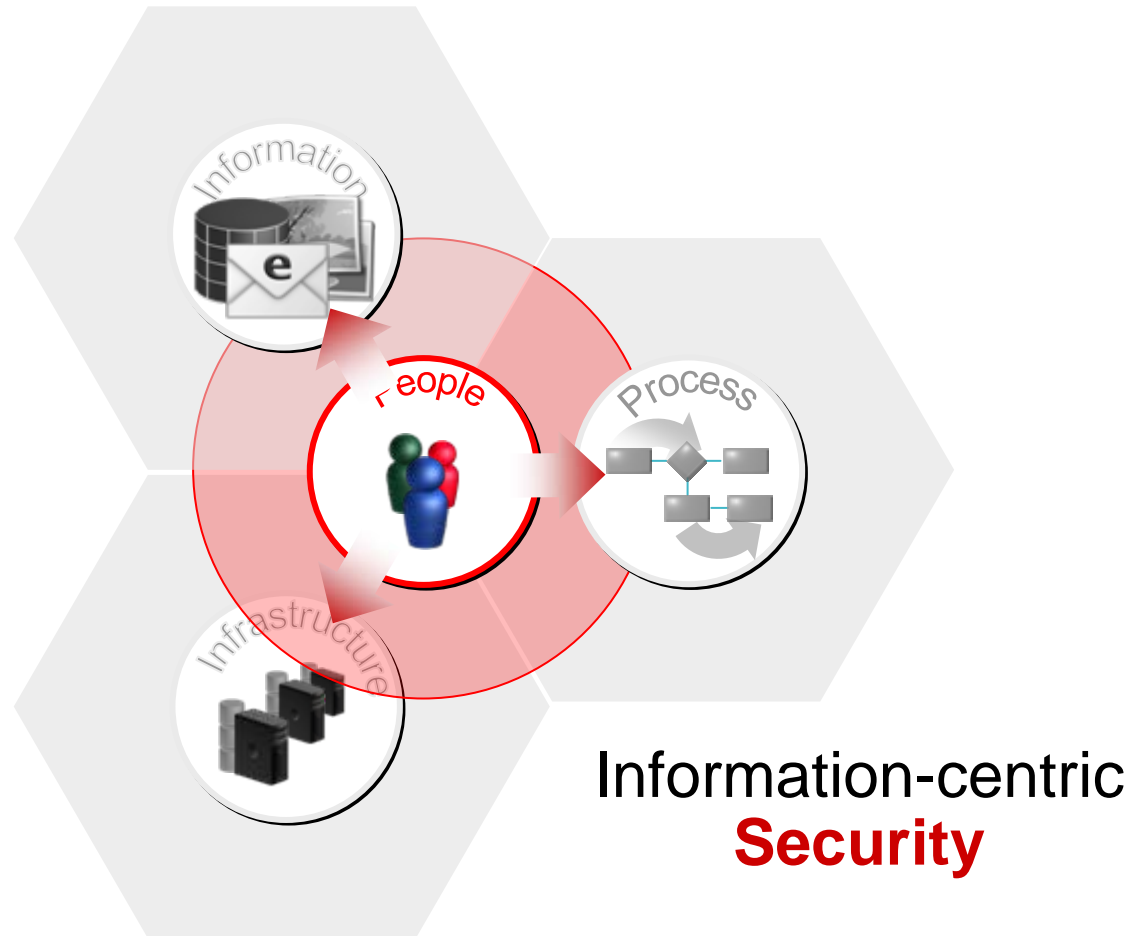 Information
e
People
Process
Infrastructure
Information-centric
Security